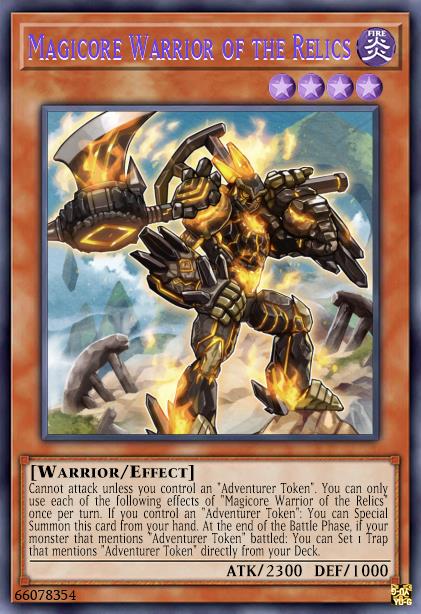 MAGICORE WARRIOR OF THE RELICS
FIRE
炎
[WARRIOR/EFFECT]
Cannot attack unless you control an "Adventurer Token". You can only
use each of the following effects of "Magicore Warrior of the Relics"
once per turn. If you control an "Adventurer Token": You can Special
Summon this card from your hand. At the end of the Battle Phase, if your
monster that mentions "Adventurer Token" battled: You can Set 1 Trap
that mentions "Adventurer Token" directly from your Deck.
ATK/2300 DEF/1000
66078354